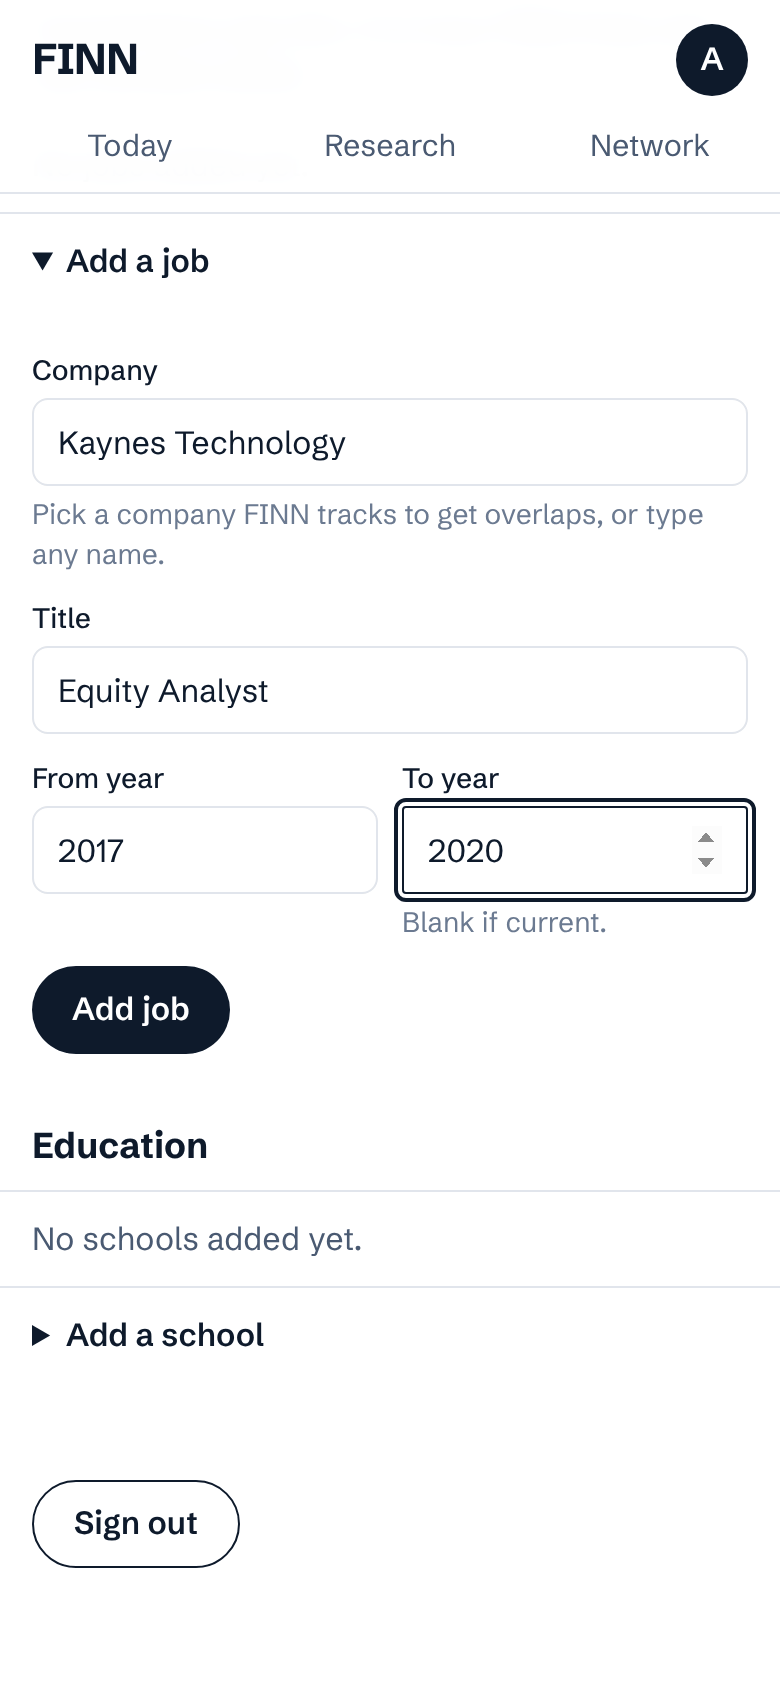 FINN
A
Today
Research
Network
Add a job
Company
Kaynes Technology
Pick a company FINN tracks to get overlaps, or type
any name.
Title
Equity Analyst
From year
To year
2017
2020
Blank if current.
Add job
Education
No schools added yet.
Add a school
Sign out